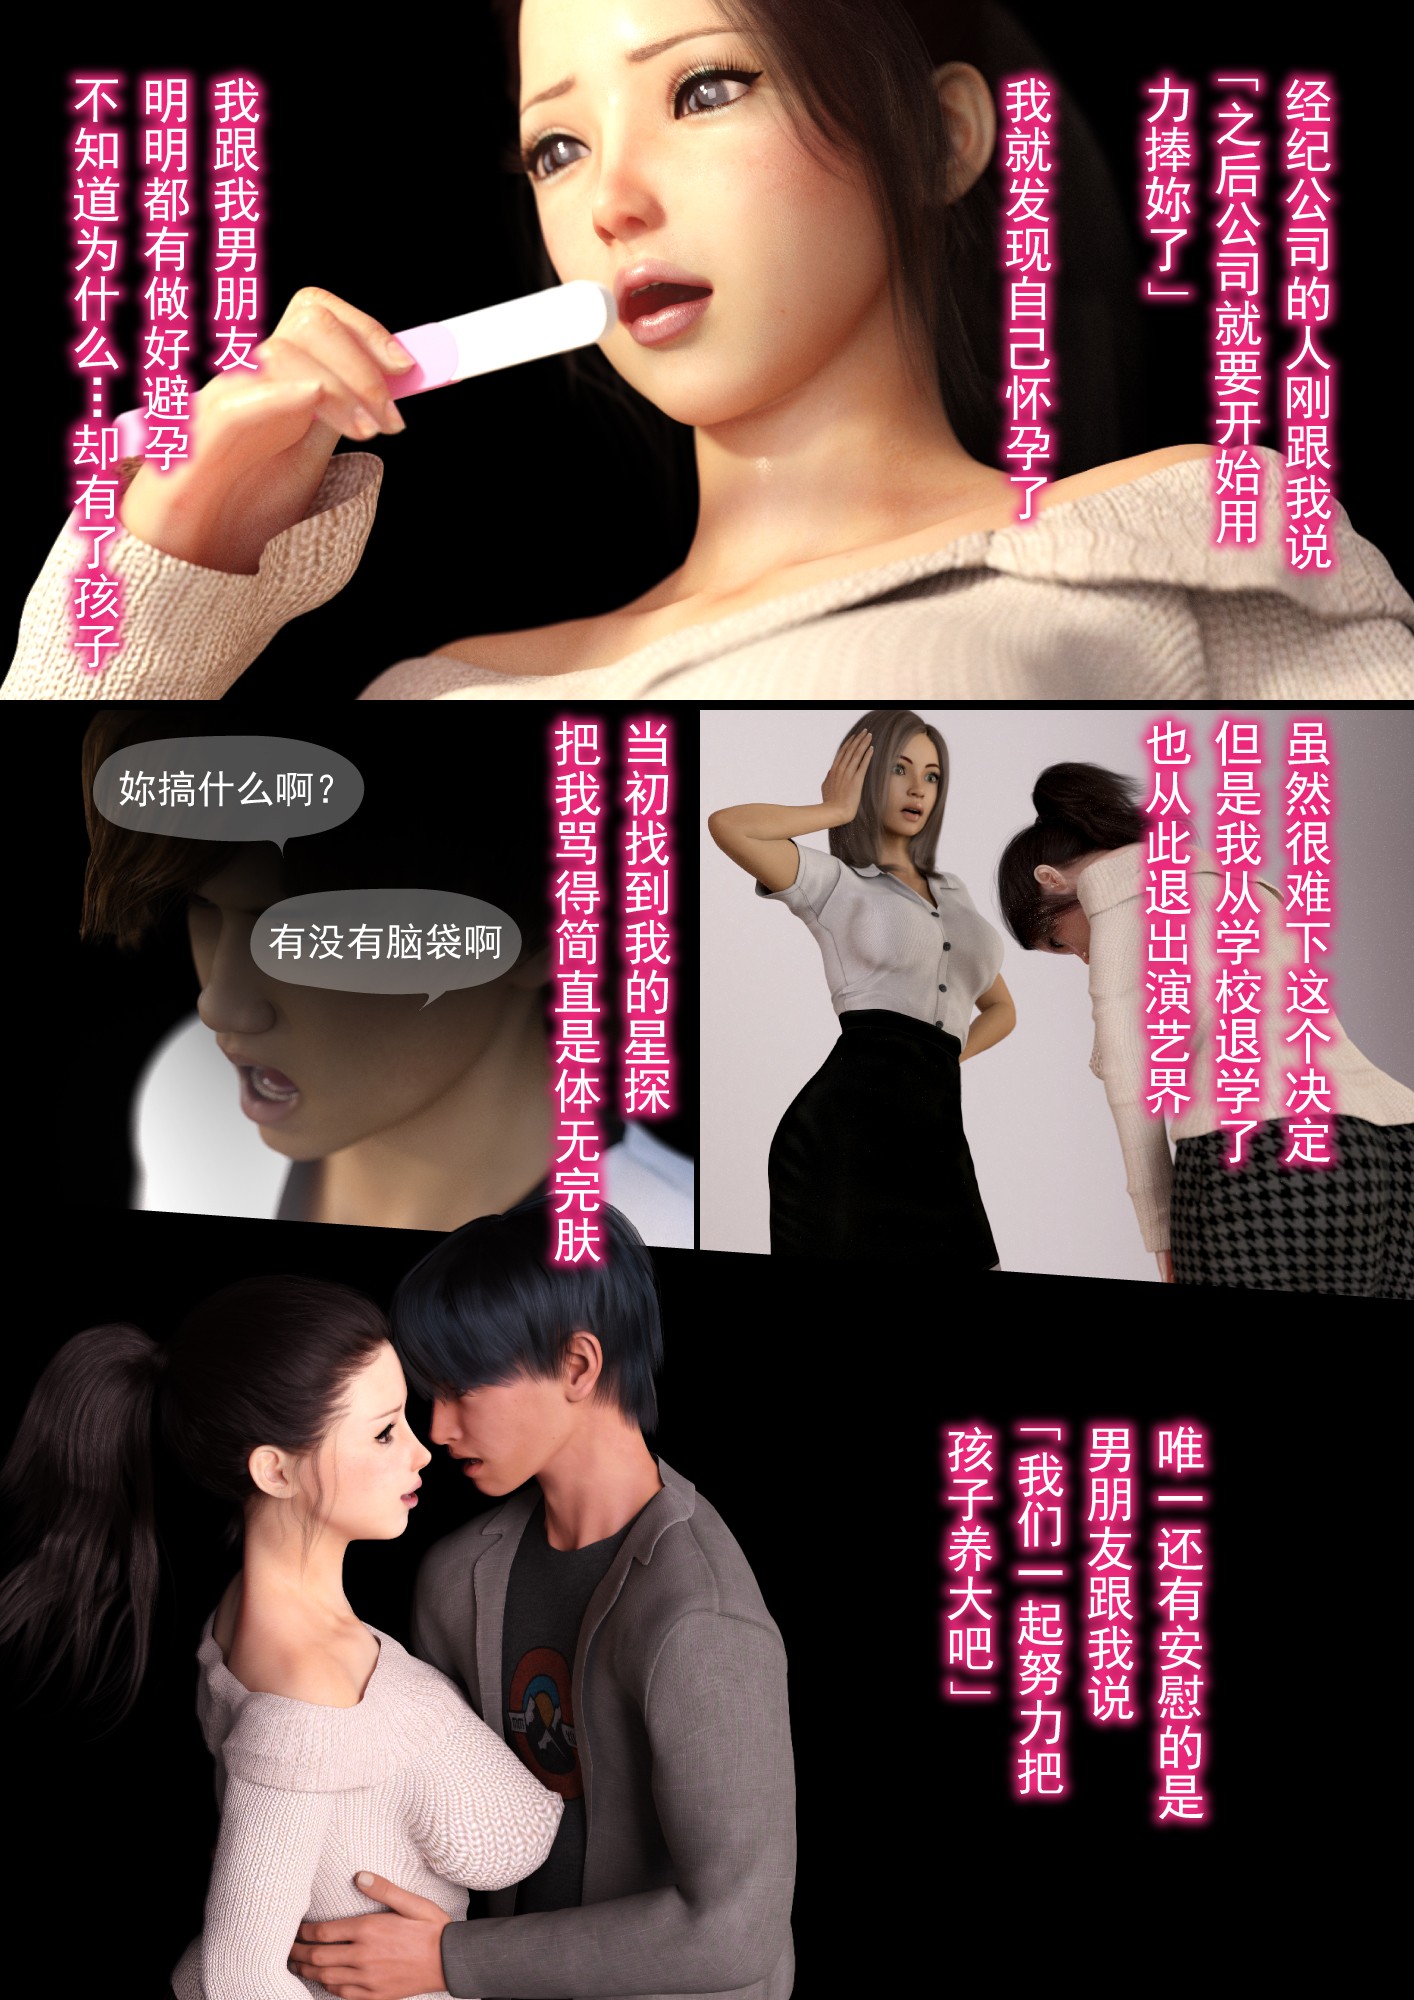 经纪公司的人刚跟我说
「之后公司就要开始用
力捧妳了」
我就发现自己怀孕了
我跟我男朋友
明明都有做好避孕
不知道为什么…却有了孩子
虽然很难下这个决定
但是我从学校退学了
也从此退出演艺界
当初找到我的星探
把我骂得简直是体无完肤
妳搞什么啊?
有没有脑袋啊
唯一还有安慰的是
男朋友跟我说
「我们一起努力把
孩子养大吧」